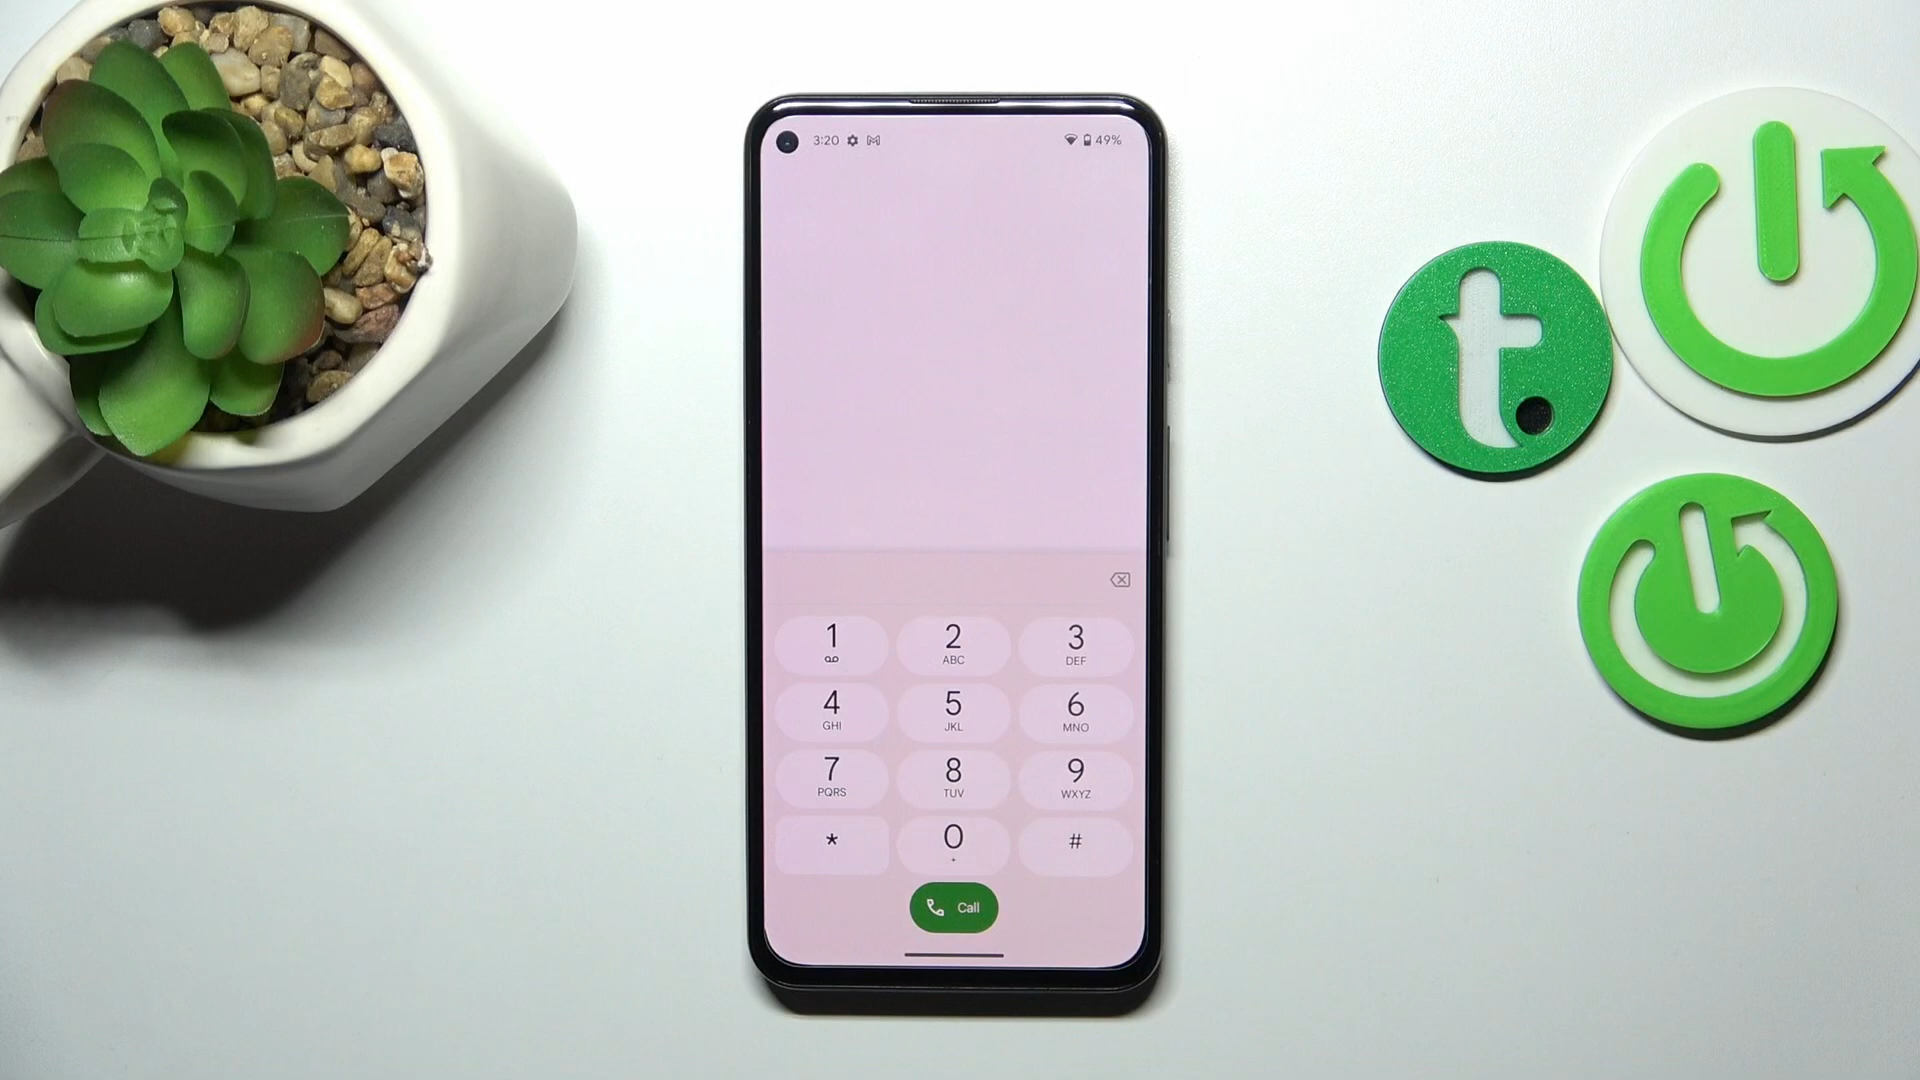 3:20 49%
1 2 ABC 3 DEF
4 GHI 5 JKL 6 MNO
7 PQRS 8 TUV 9 WXYZ
* 0 + #
Call
t.